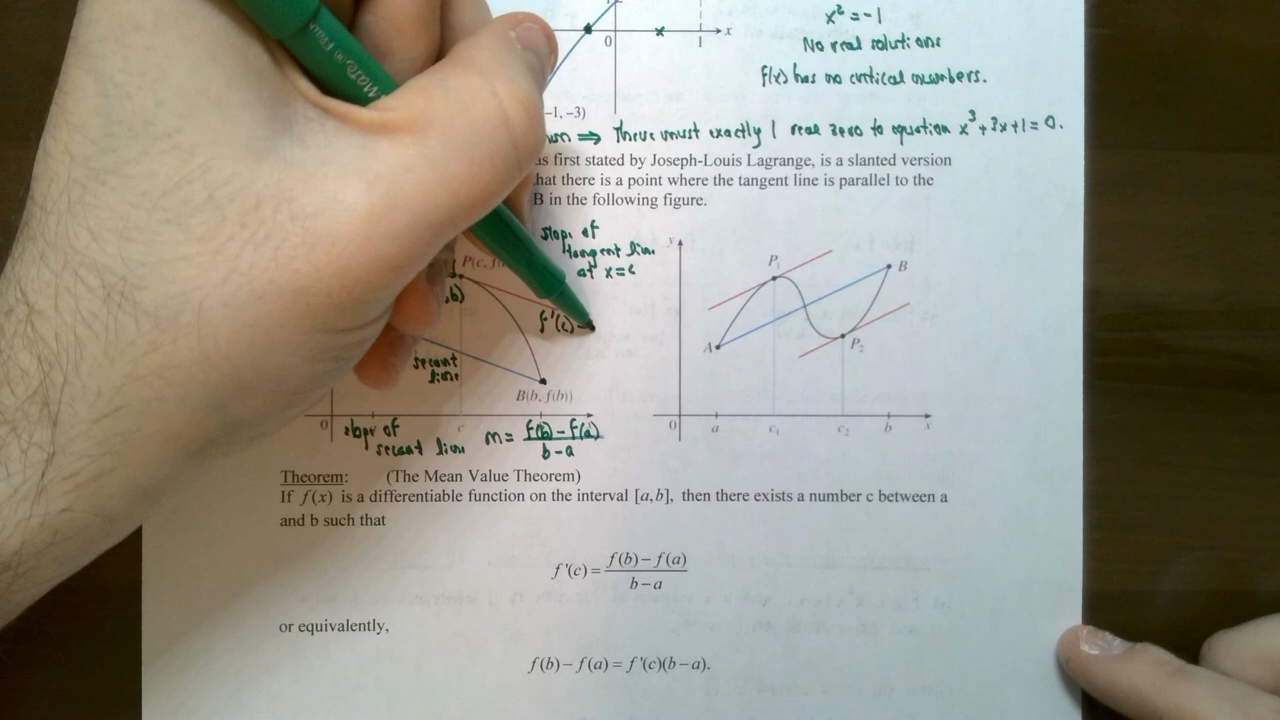 x² = -1
0 1 x
No real solutions
f(x) has no critical numbers.
-1, -3)
⇒ There must exactly 1 real zero to equation x³+3x+1=0.
as first stated by Joseph-Louis Lagrange, is a slanted version
hat there is a point where the tangent line is parallel to the
B in the following figure.
slope of
tangent line
at x=c
P(c, f
,b)
f'(c)
secant
line
B(b, f(b))
0 c
slope of
secant line m = f(b) - f(a) / b-a
y
P₁
B
A
P₂
0 a c₁ c₂ b x
Theorem: (The Mean Value Theorem)
If f(x) is a differentiable function on the interval [a,b], then there exists a number c between a
and b such that
f'(c) = f(b) - f(a) / b - a
or equivalently,
f(b) - f(a) = f'(c)(b - a).